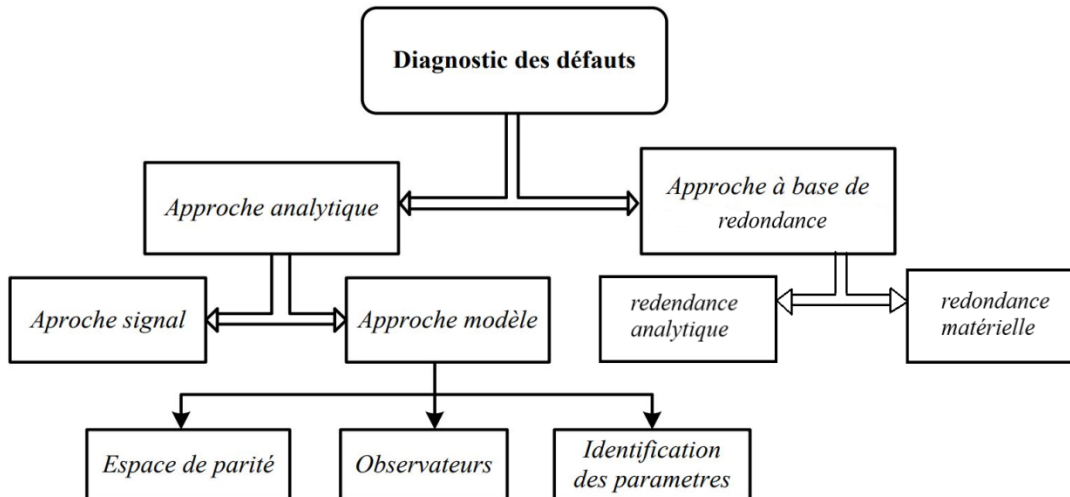 Diagnostic des défauts
Approche analytique
Approche à base de
redondance
Aproche signal
Approche modèle
redendance
analytique
redondance
matérielle
Espace de parité
Observateurs
Identification
des parametres